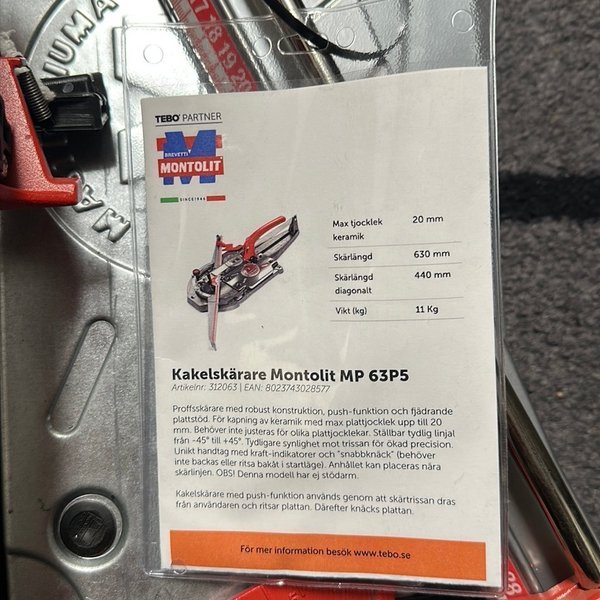 NIUMA
17 18 19 20
TEBO® PARTNER
BREVETTI
MONTOLIT
SINCE 1946
Max tjocklek keramik 20 mm
Skärlängd 630 mm
Skärlängd diagonalt 440 mm
Vikt (kg) 11 Kg
Kakelskärare Montolit MP 63P5
Artikelnr: 312063 | EAN: 8023743028577
Proffsskärare med robust konstruktion, push-funktion och fjädrande
plattstöd. För kapning av keramik med max plattjocklek upp till 20
mm. Behöver inte justeras för olika plattjocklekar. Ställbar tydlig linjal
från -45° till +45°. Tydligare synlighet mot trissan för ökad precision.
Unikt handtag med kraft-indikatorer och "snabbknäck" (behöver
inte backas eller ritsa bakåt i startläge). Anhållet kan placeras nära
skärlinjen. OBS! Denna modell har ej stödarm.
Kakelskärare med push-funktion används genom att skärtrissan dras
från användaren och ritsar plattan. Därefter knäcks plattan.
För mer information besök www.tebo.se